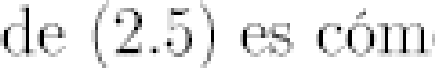 de (2.5) es cóm